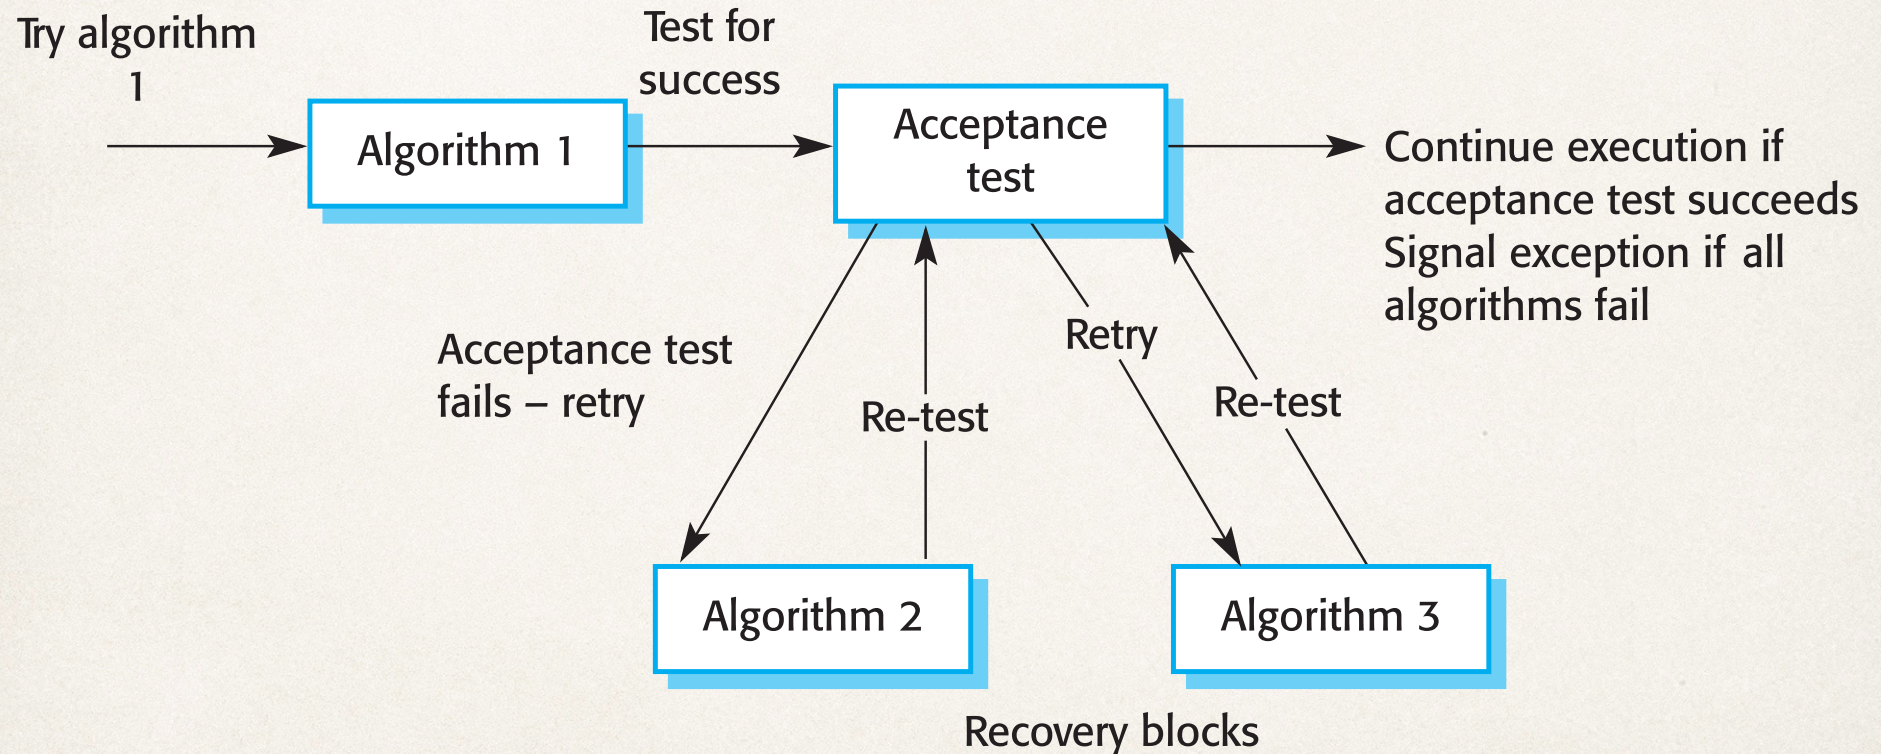 Try algorithm
1
Test for
success
Algorithm 1
Acceptance
test
Continue execution if
acceptance test succeeds
Signal exception if all
algorithms fail
Acceptance test
fails – retry
Re-test
Retry
Re-test
Algorithm 2
Algorithm 3
Recovery blocks